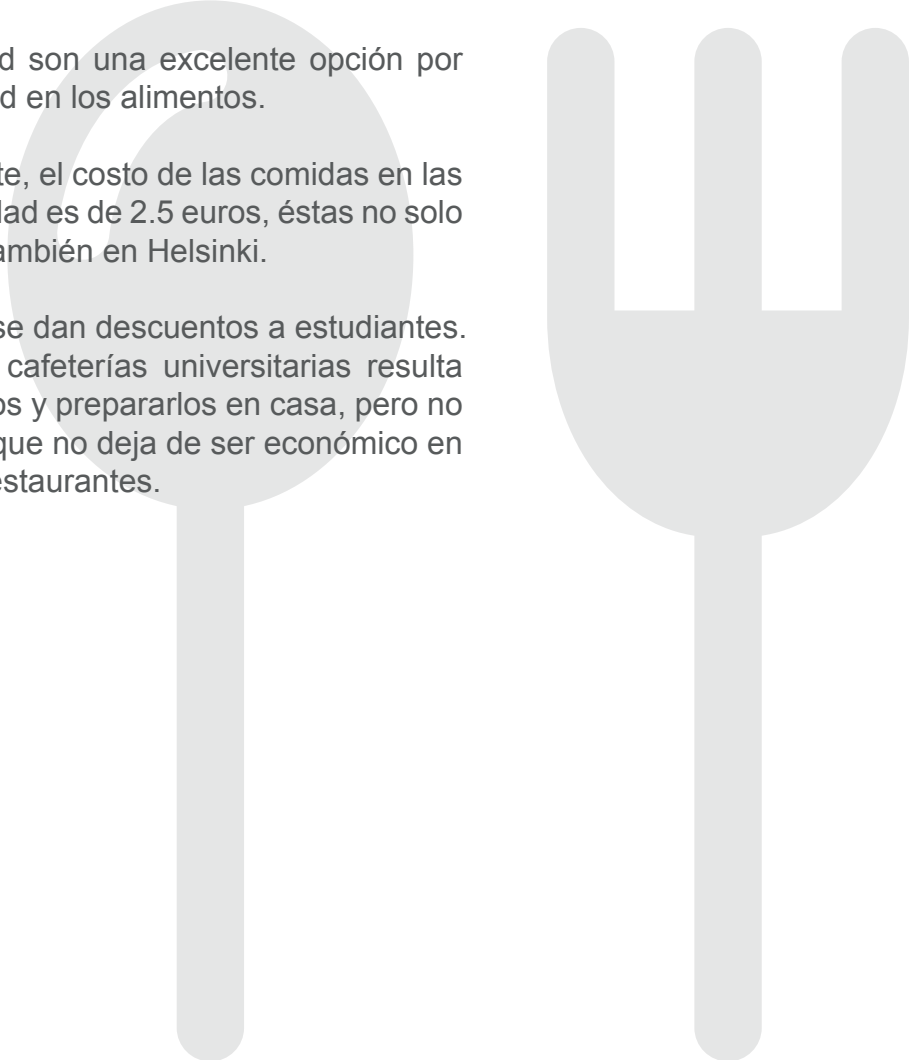 d son una excelente opción por
d en los alimentos.
te, el costo de las comidas en las
dad es de 2.5 euros, éstas no solo
ambién en Helsinki.
se dan descuentos a estudiantes.
cafeterías universitarias resulta
os y prepararlos en casa, pero no
que no deja de ser económico en
estaurantes.